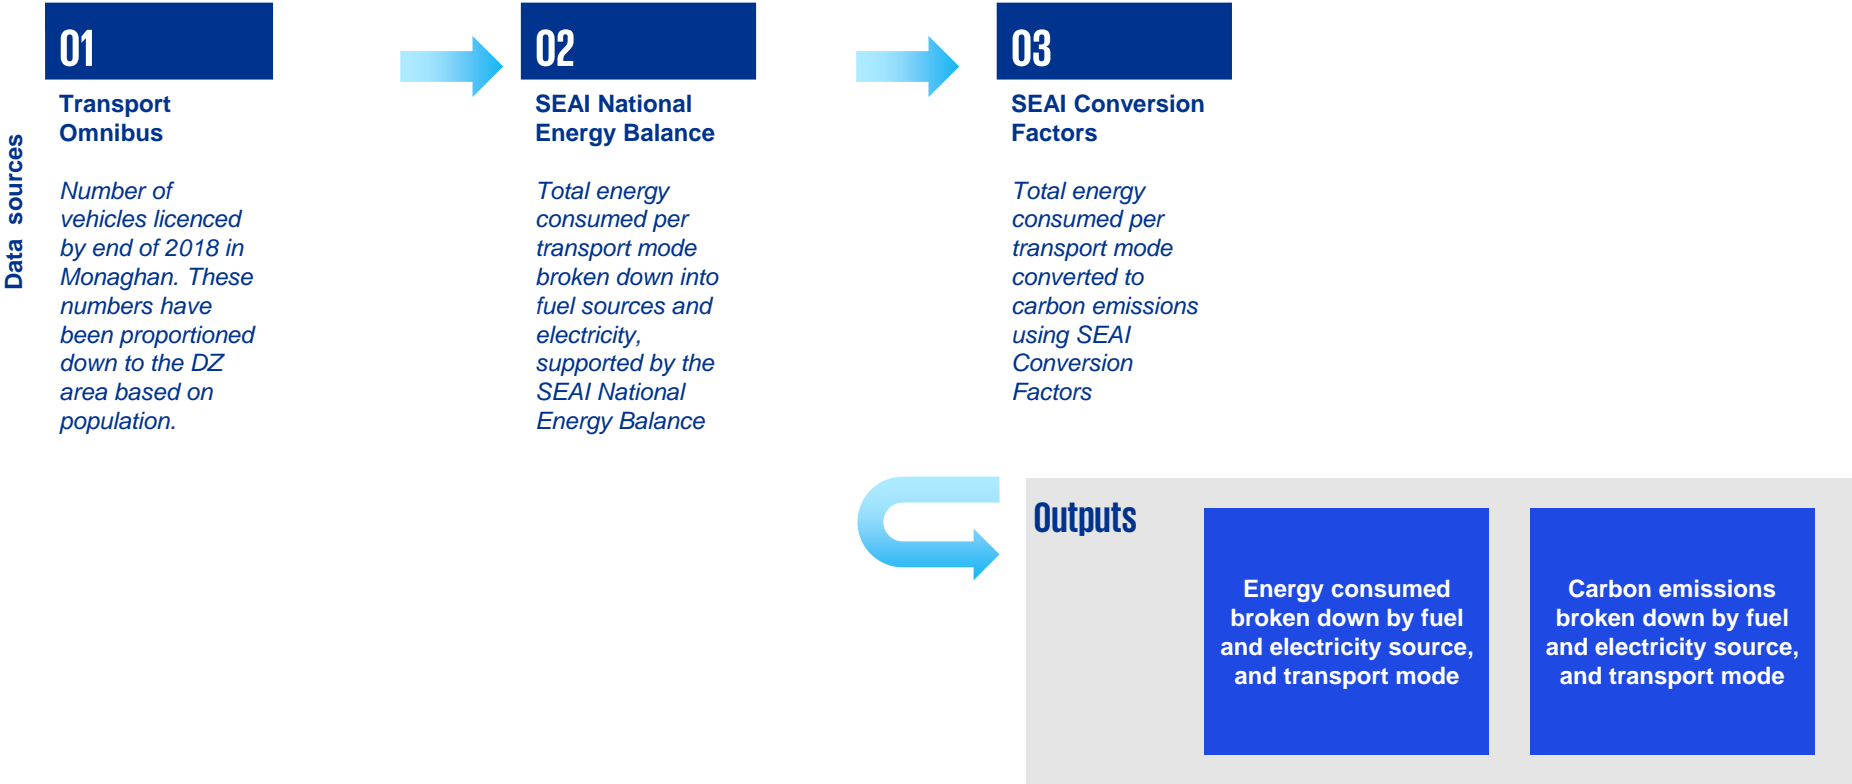 Data sources
01
Transport
Omnibus
Number of
vehicles licenced
by end of 2018 in
Monaghan. These
numbers have
been proportioned
down to the DZ
area based on
population.
02
SEAI National
Energy Balance
Total energy
consumed per
transport mode
broken down into
fuel sources and
electricity,
supported by the
SEAI National
Energy Balance
03
SEAI Conversion
Factors
Total energy
consumed per
transport mode
converted to
carbon emissions
using SEAI
Conversion
Factors
Outputs
Energy consumed
broken down by fuel
and electricity source,
and transport mode
Carbon emissions
broken down by fuel
and electricity source,
and transport mode